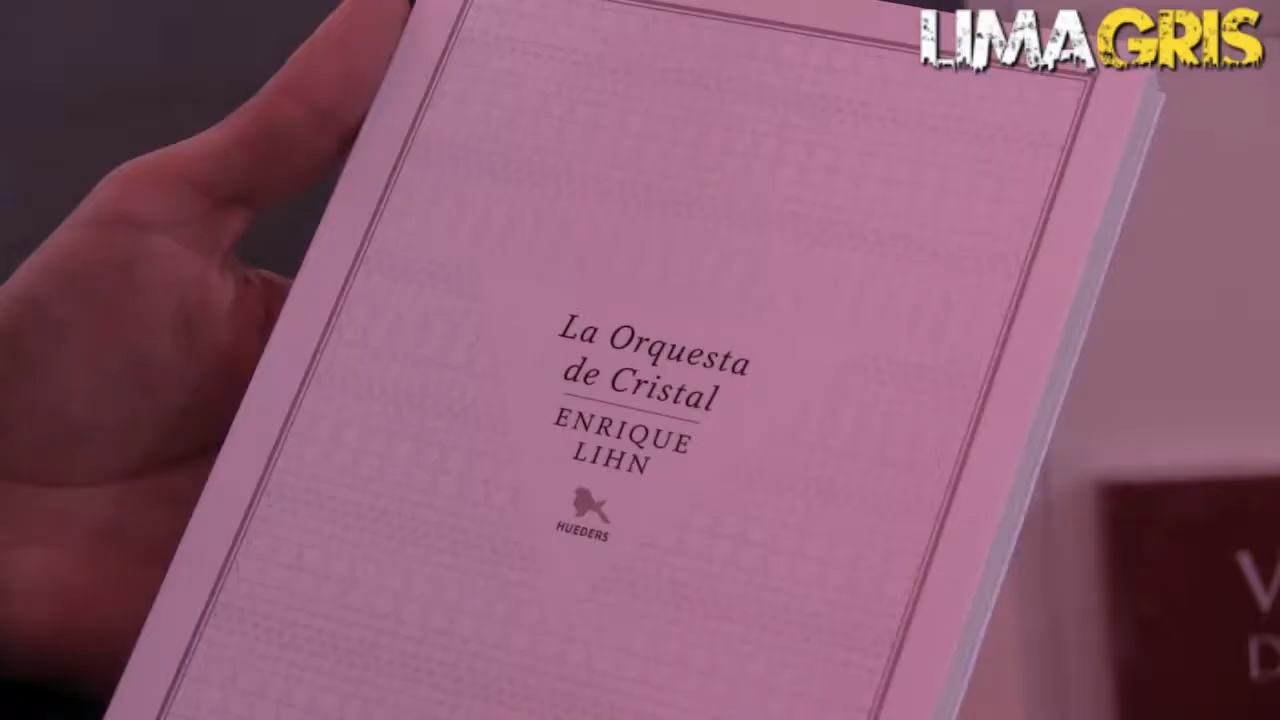 LIMAGRIS
La Orquesta
de Cristal
ENRIQUE
LIHN
HUEDERS